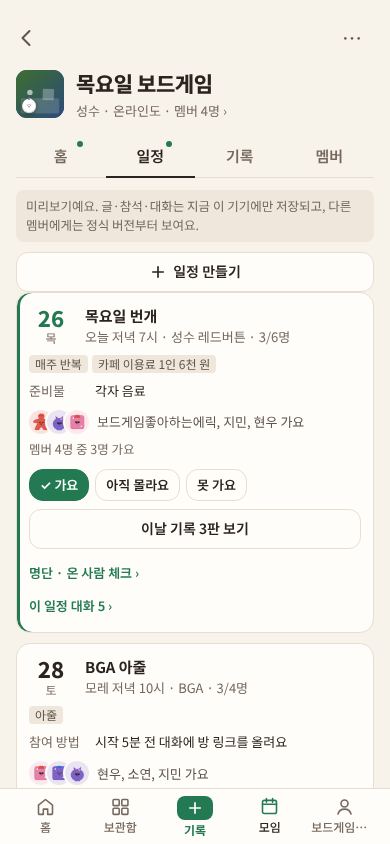 목요일 보드게임
성수 · 온라인도 · 멤버 4명 ›
홈
일정
기록
멤버
미리보기예요. 글·참석·대화는 지금 이 기기에만 저장되고, 다른
멤버에게는 정식 버전부터 보여요.
+ 일정 만들기
26
목
목요일 번개
오늘 저녁 7시 · 성수 레드버튼 · 3/6명
매주 반복
카페 이용료 1인 6천 원
준비물
각자 음료
보드게임좋아하는에릭, 지민, 현우 가요
멤버 4명 중 3명 가요
✓ 가요
아직 몰라요
못 가요
이날 기록 3판 보기
명단 · 온 사람 체크 ›
이 일정 대화 5 ›
28
토
BGA 아줄
모레 저녁 10시 · BGA · 3/4명
아줄
참여 방법
시작 5분 전 대화에 방 링크를 올려요
현우, 소연, 지민 가요
홈
보관함
기록
모임
보드게임…